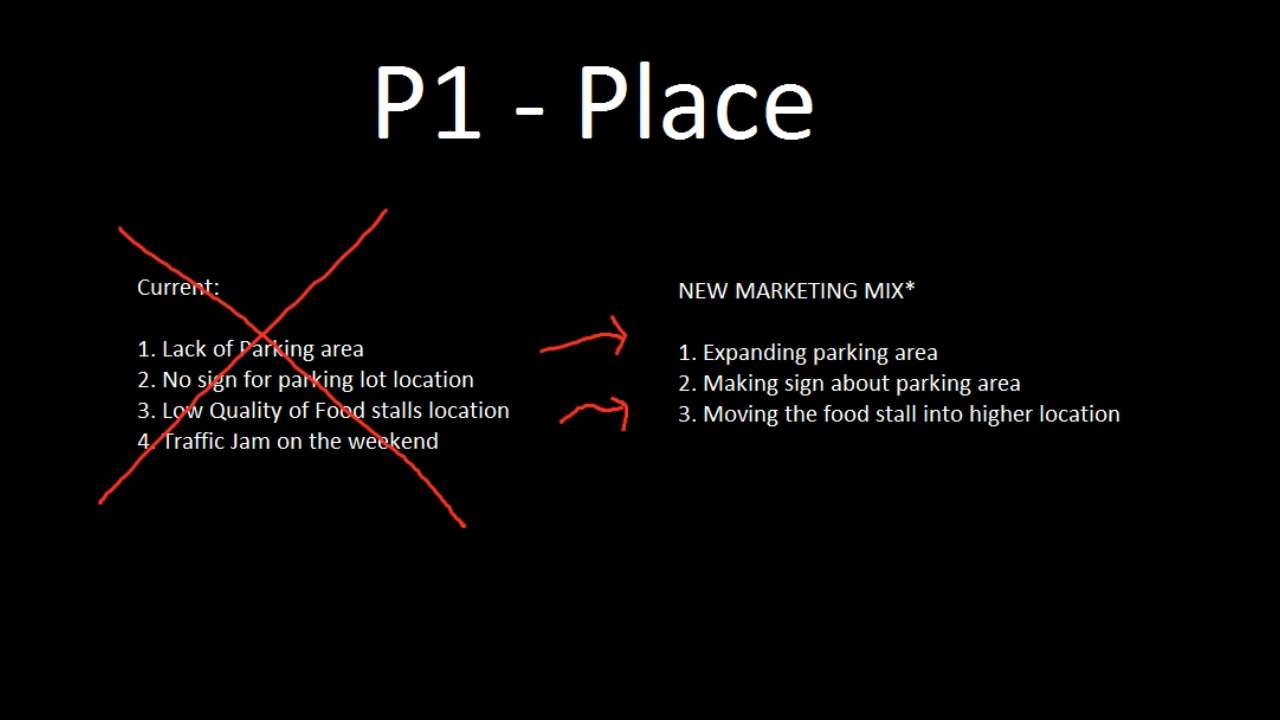 P1 - Place
Current:
1. Lack of Parking area
2. No sign for parking lot location
3. Low Quality of Food stalls location
4. Traffic Jam on the weekend
NEW MARKETING MIX*
1. Expanding parking area
2. Making sign about parking area
3. Moving the food stall into higher location